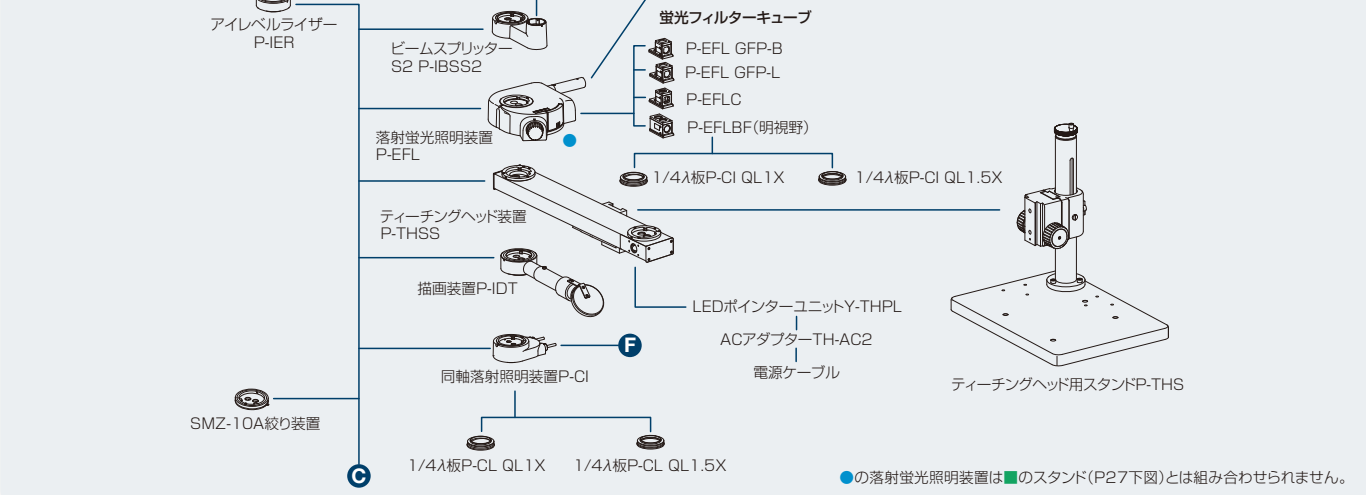 アイレベルライザー
P-IER
ビームスプリッター
S2 P-IBSS2
蛍光フィルターキューブ
P-EFL GFP-B
P-EFL GFP-L
P-EFLC
P-EFLBF（明視野）
落射蛍光照明装置
P-EFL
1/4λ板P-CI QL1X
1/4λ板P-CI QL1.5X
ティーチングヘッド装置
P-THSS
描画装置P-IDT
LEDポインターユニットY-THPL
ACアダプターTH-AC2
電源ケーブル
F
同軸落射照明装置P-CI
ティーチングヘッド用スタンドP-THS
SMZ-10A絞り装置
1/4λ板P-CL QL1X
1/4λ板P-CL QL1.5X
C
●の落射蛍光照明装置は■のスタンド（P27下図）とは組み合わせられません。